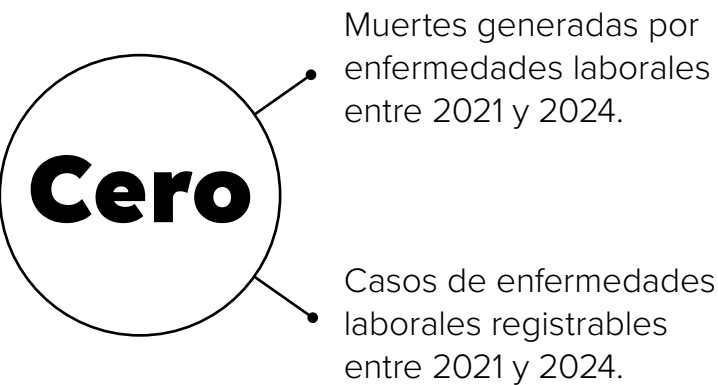 Cero
Muertes generadas por
enfermedades laborales
entre 2021 y 2024.
Casos de enfermedades
laborales registrables
entre 2021 y 2024.